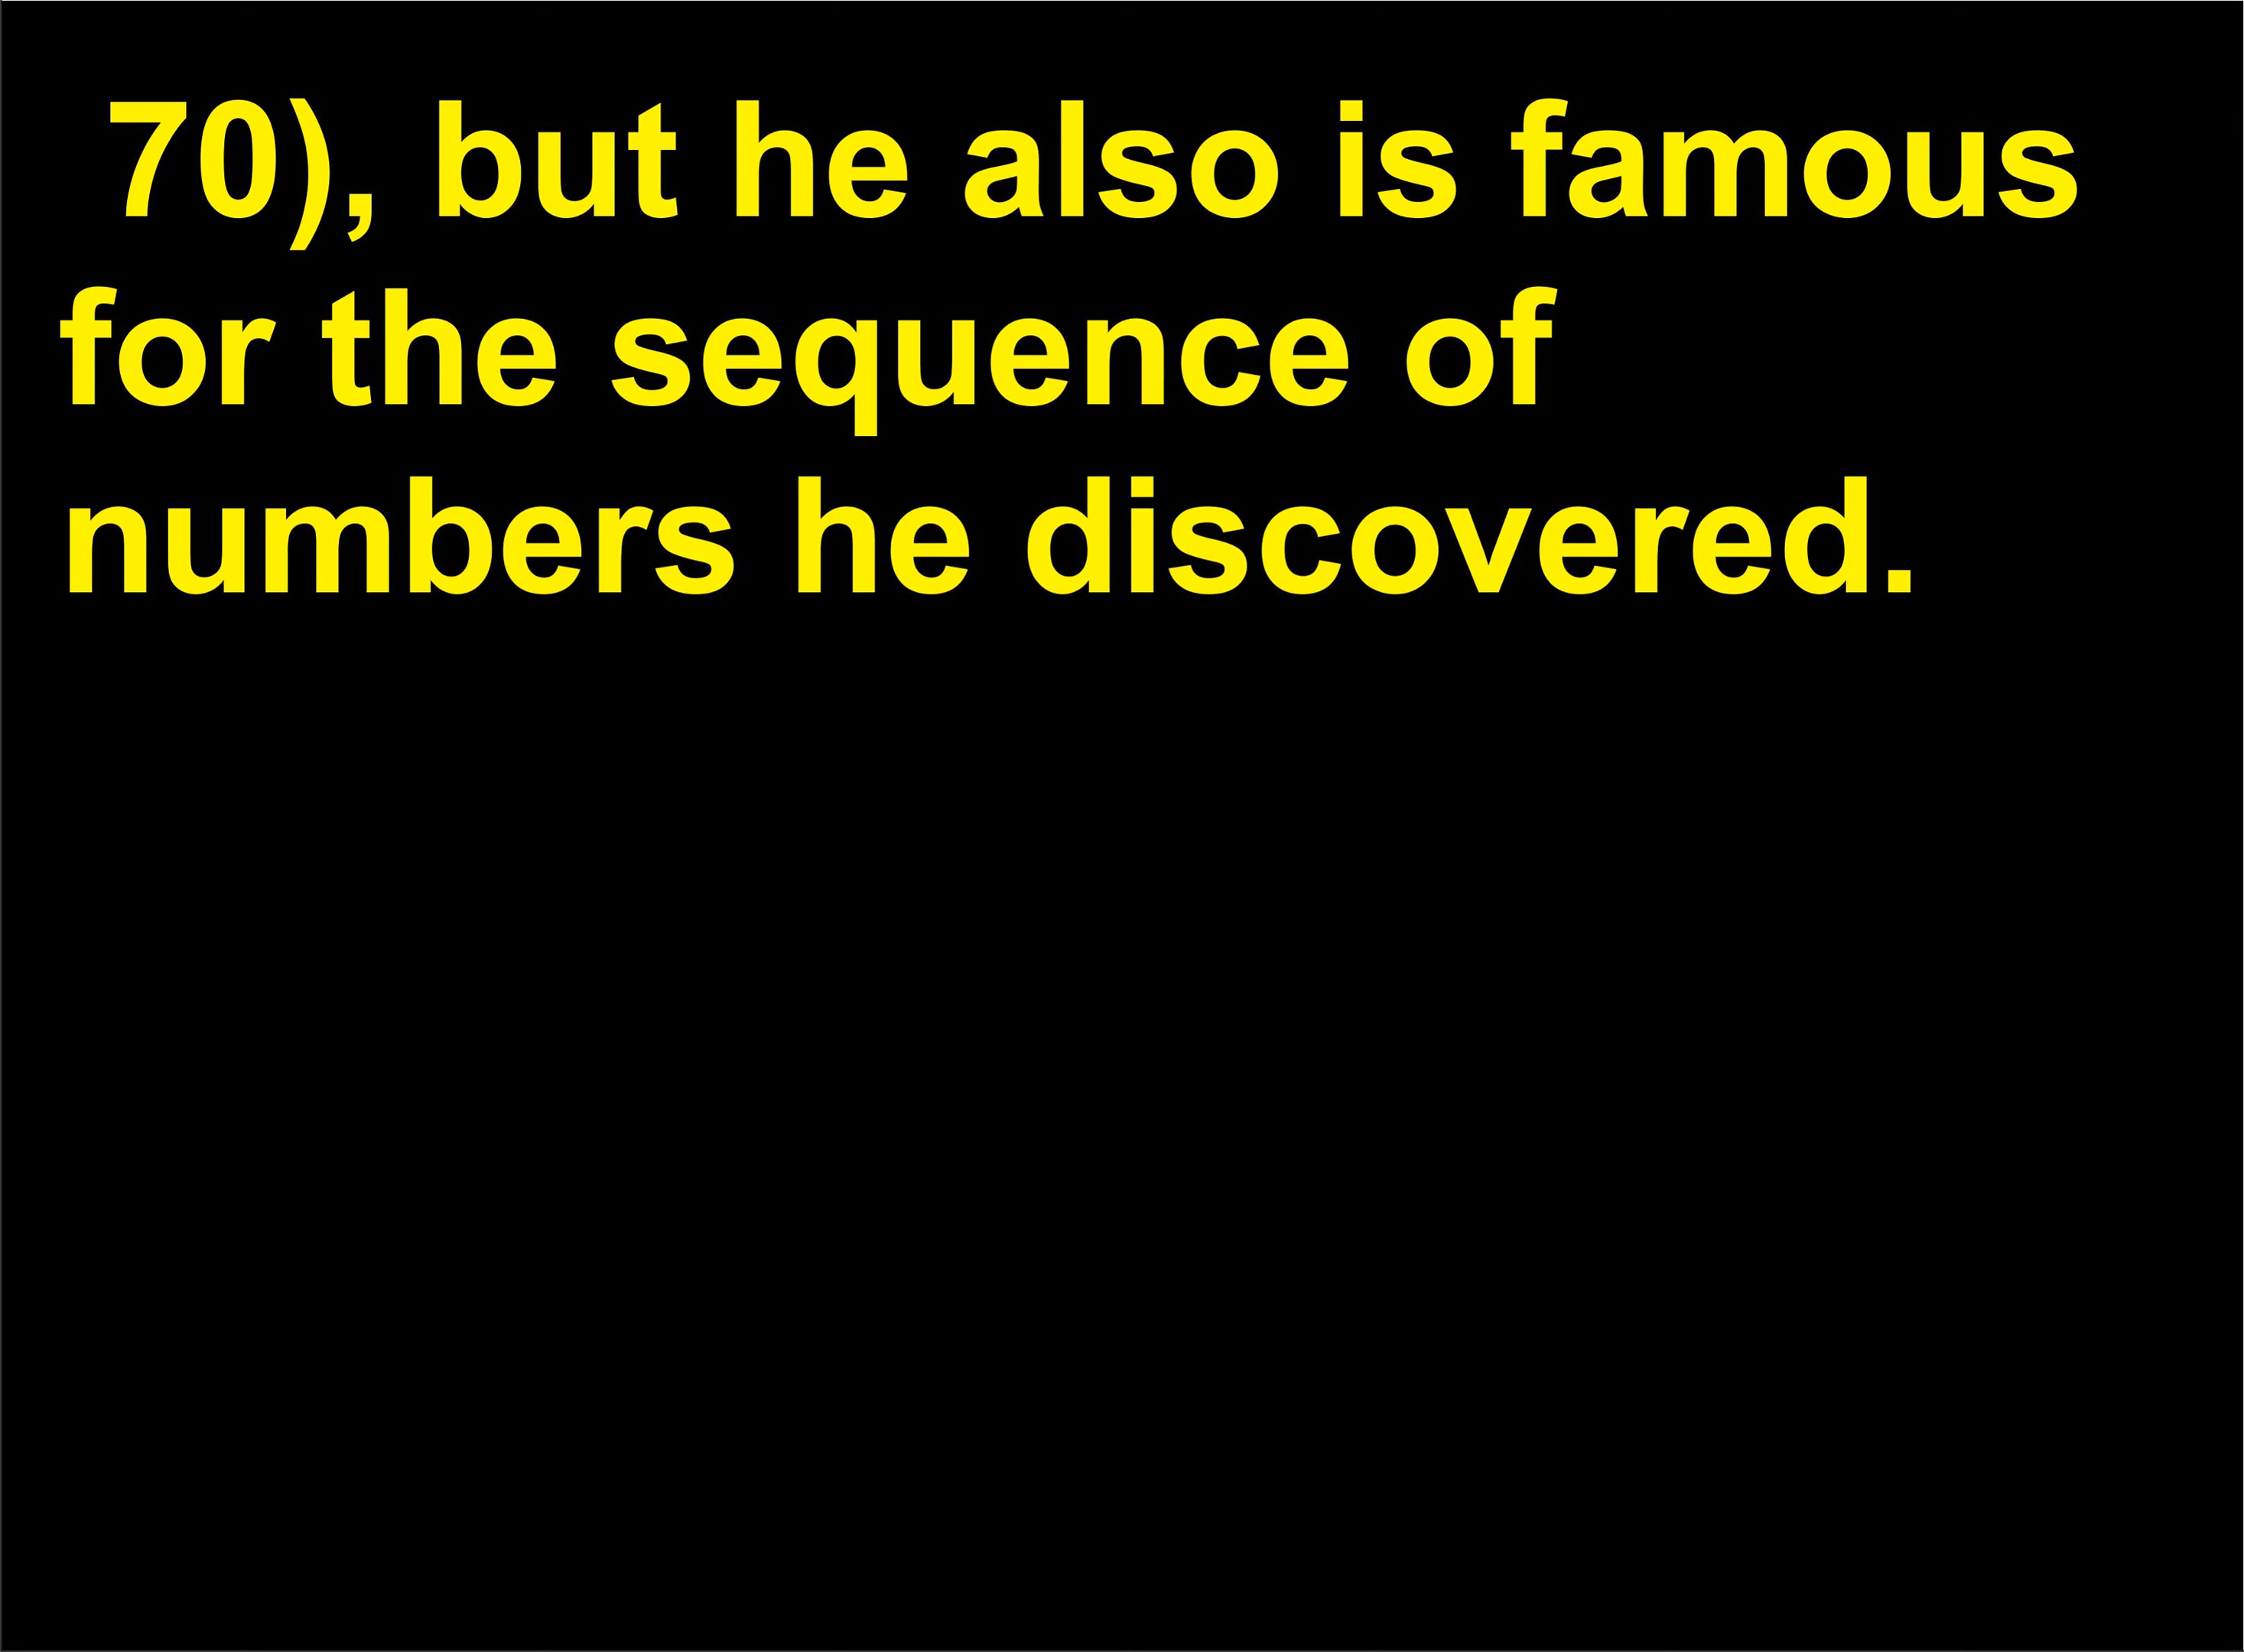 70), but he also is famous
for the sequence of
numbers he discovered.